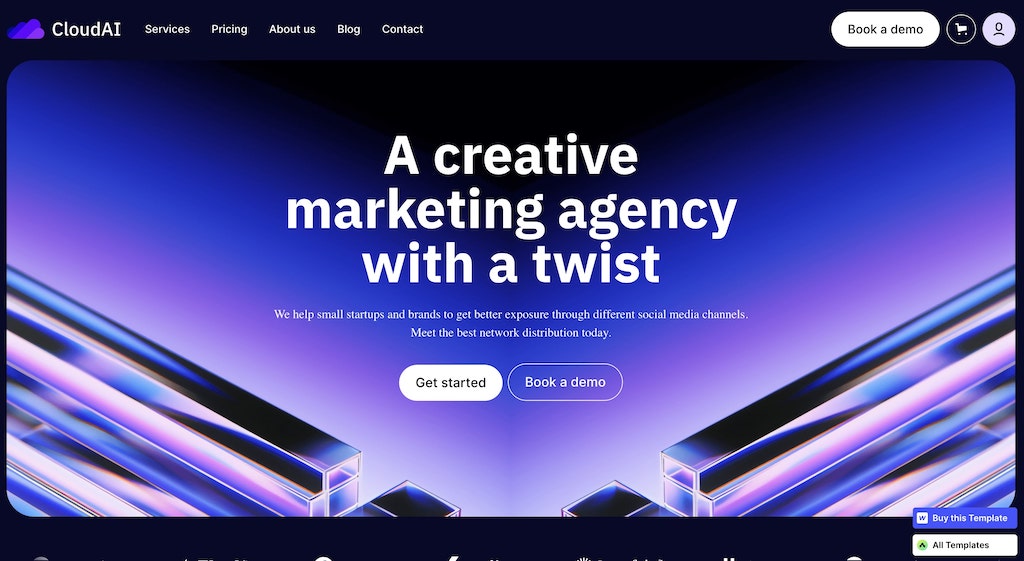 CloudAI
Services
Pricing
About us
Blog
Contact
Book a demo
A creative
marketing agency
with a twist
We help small startups and brands to get better exposure through different social media channels.
Meet the best network distribution today.
Get started
Book a demo
Buy this Template
All Templates